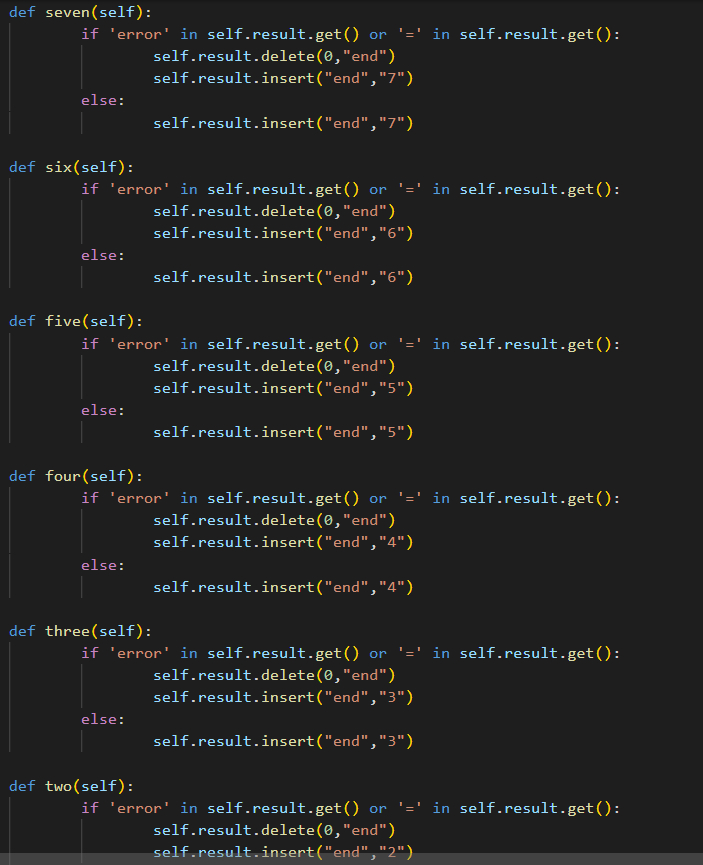 def seven(self):
        if 'error' in self.result.get() or '=' in self.result.get():
                self.result.delete(0,"end")
                self.result.insert("end","7")
        else:
                self.result.insert("end","7")
def six(self):
        if 'error' in self.result.get() or '=' in self.result.get():
                self.result.delete(0,"end")
                self.result.insert("end","6")
        else:
                self.result.insert("end","6")
def five(self):
        if 'error' in self.result.get() or '=' in self.result.get():
                self.result.delete(0,"end")
                self.result.insert("end","5")
        else:
                self.result.insert("end","5")
def four(self):
        if 'error' in self.result.get() or '=' in self.result.get():
                self.result.delete(0,"end")
                self.result.insert("end","4")
        else:
                self.result.insert("end","4")
def three(self):
        if 'error' in self.result.get() or '=' in self.result.get():
                self.result.delete(0,"end")
                self.result.insert("end","3")
        else:
                self.result.insert("end","3")
def two(self):
        if 'error' in self.result.get() or '=' in self.result.get():
                self.result.delete(0,"end")
                self.result.insert("end","2")